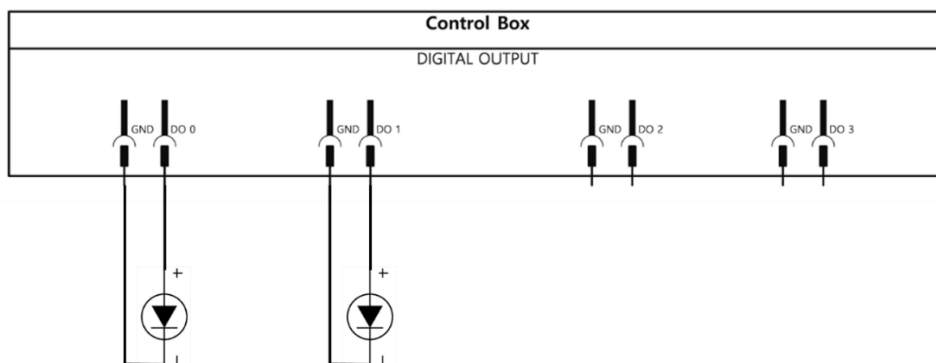 Control Box
DIGITAL OUTPUT
GND DO 0 GND DO 1 GND DO 2 GND DO 3
+ +